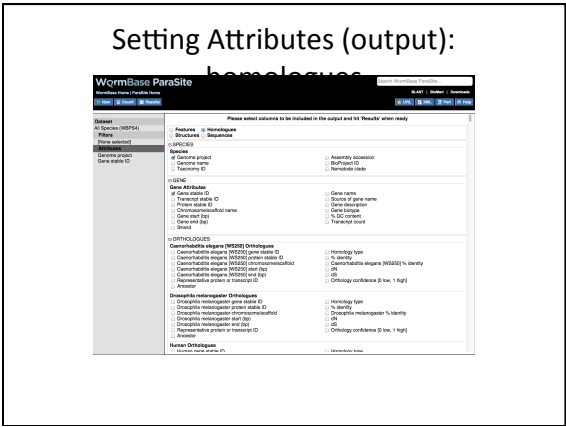 Setting Attributes (output):
homologues
WormBase ParaSite
Search WormBase ParaSite...
WormBase Home | ParaSite Home
BLAST | BioMart | Downloads
New Count Results
URL XML Perl Help
Dataset
All Species (WBPS4)
Filters
[None selected]
Attributes
Genome project
Gene stable ID
Please select columns to be included in the output and hit 'Results' when ready
Features Homologues
Structures Sequences
SPECIES
Species
Genome project Assembly accession
Genome name BioProject ID
Taxonomy ID Nematode clade
GENE
Gene Attributes
Gene stable ID Gene name
Transcript stable ID Source of gene name
Protein stable ID Gene description
Chromosome/scaffold name Gene biotype
Gene start (bp) % GC content
Gene end (bp) Transcript count
Strand
ORTHOLOGUES
Caenorhabditis elegans [WS250] Orthologues
Caenorhabditis elegans [WS250] gene stable ID Homology type
Caenorhabditis elegans [WS250] protein stable ID % identity
Caenorhabditis elegans [WS250] chromosome/scaffold Caenorhabditis elegans [WS250] % identity
Caenorhabditis elegans [WS250] start (bp) dN
Caenorhabditis elegans [WS250] end (bp) dS
Representative protein or transcript ID Orthology confidence [0 low, 1 high]
Ancestor
Drosophila melanogaster Orthologues
Drosophila melanogaster gene stable ID Homology type
Drosophila melanogaster protein stable ID % identity
Drosophila melanogaster chromosome/scaffold Drosophila melanogaster % identity
Drosophila melanogaster start (bp) dN
Drosophila melanogaster end (bp) dS
Representative protein or transcript ID Orthology confidence [0 low, 1 high]
Ancestor
Human Orthologues
Human gene stable ID Homology type